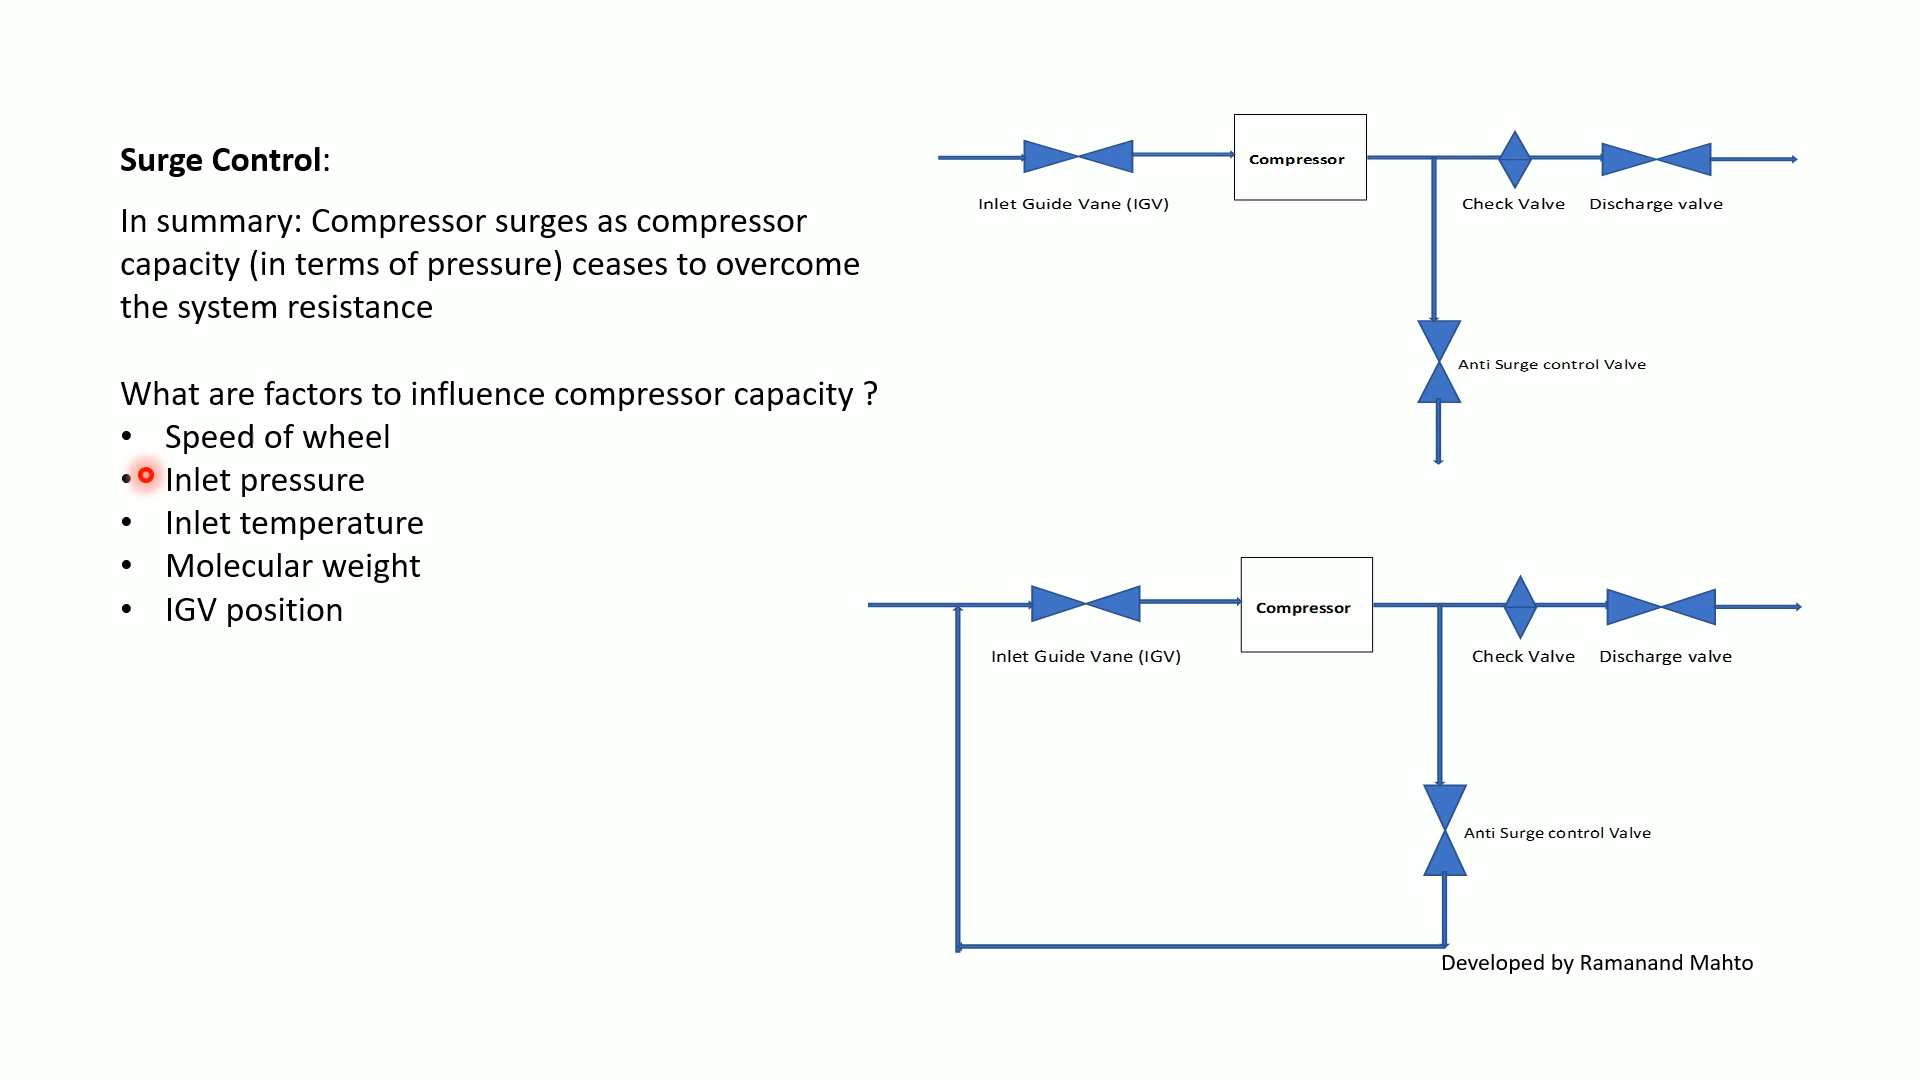 Surge Control:
In summary: Compressor surges as compressor
capacity (in terms of pressure) ceases to overcome
the system resistance
What are factors to influence compressor capacity ?
• Speed of wheel
• Inlet pressure
• Inlet temperature
• Molecular weight
• IGV position
Compressor
Inlet Guide Vane (IGV)
Check Valve
Discharge valve
Anti Surge control Valve
Compressor
Inlet Guide Vane (IGV)
Check Valve
Discharge valve
Anti Surge control Valve
Developed by Ramanand Mahto